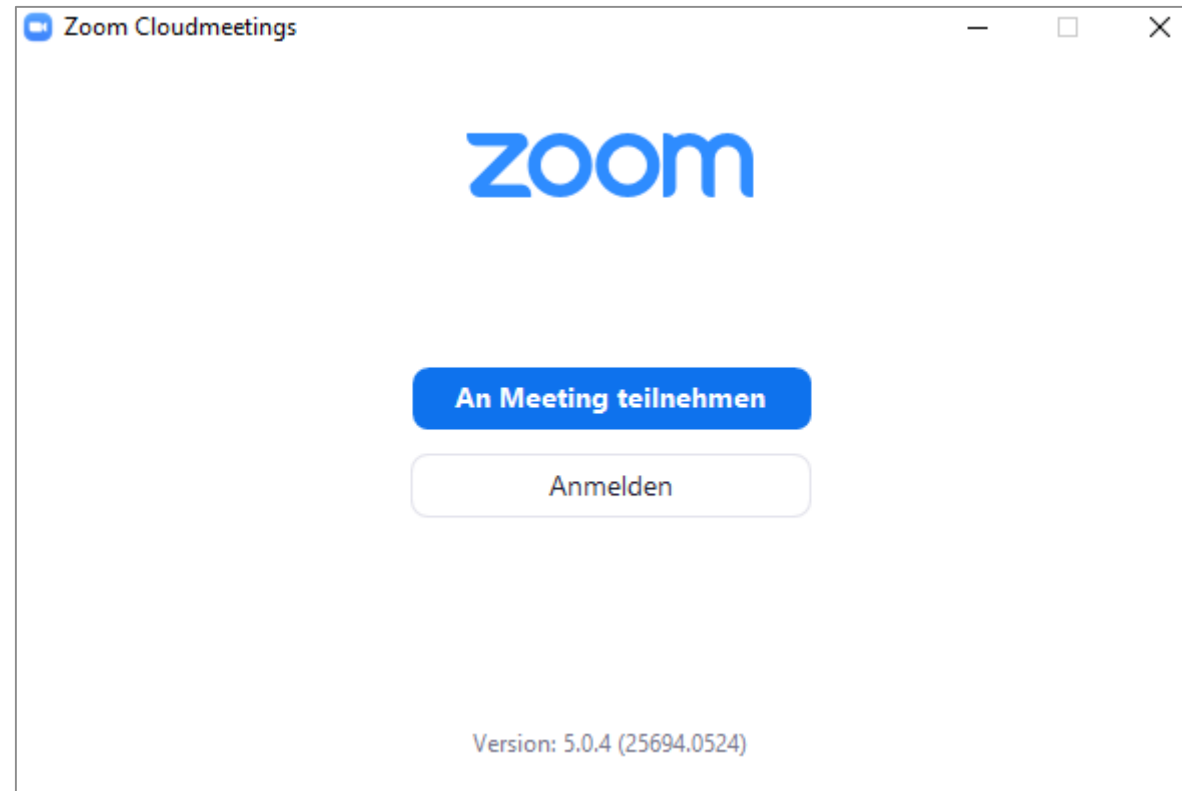 Zoom Cloudmeetings
zoom
An Meeting teilnehmen
Anmelden
Version: 5.0.4 (25694.0524)